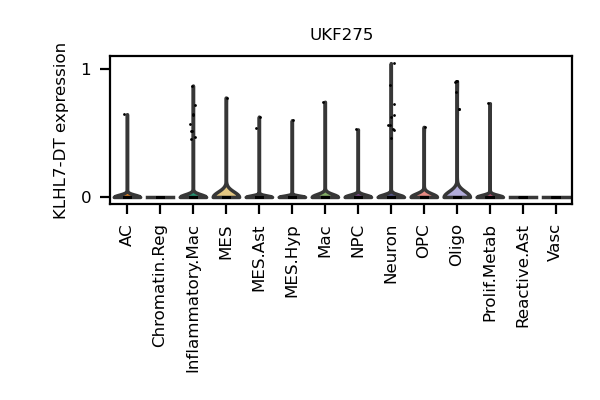 UKF275
KLHL7-DT expression
1
0
AC
Chromatin.Reg
Inflammatory.Mac
MES
MES.Ast
MES.Hyp
Mac
NPC
Neuron
OPC
Oligo
Prolif.Metab
Reactive.Ast
Vasc